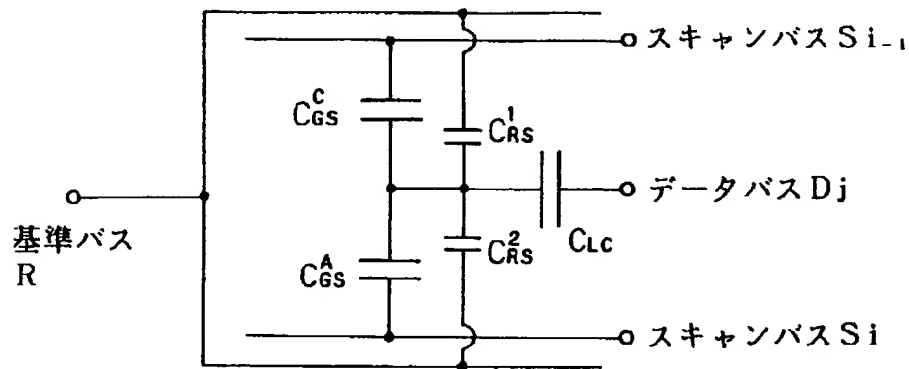 スキャンバスSi-1
C^C_GS
C^1_RS
データバスDj
基準バス
R
C_LC
C^2_RS
C^A_GS
スキャンバスSi